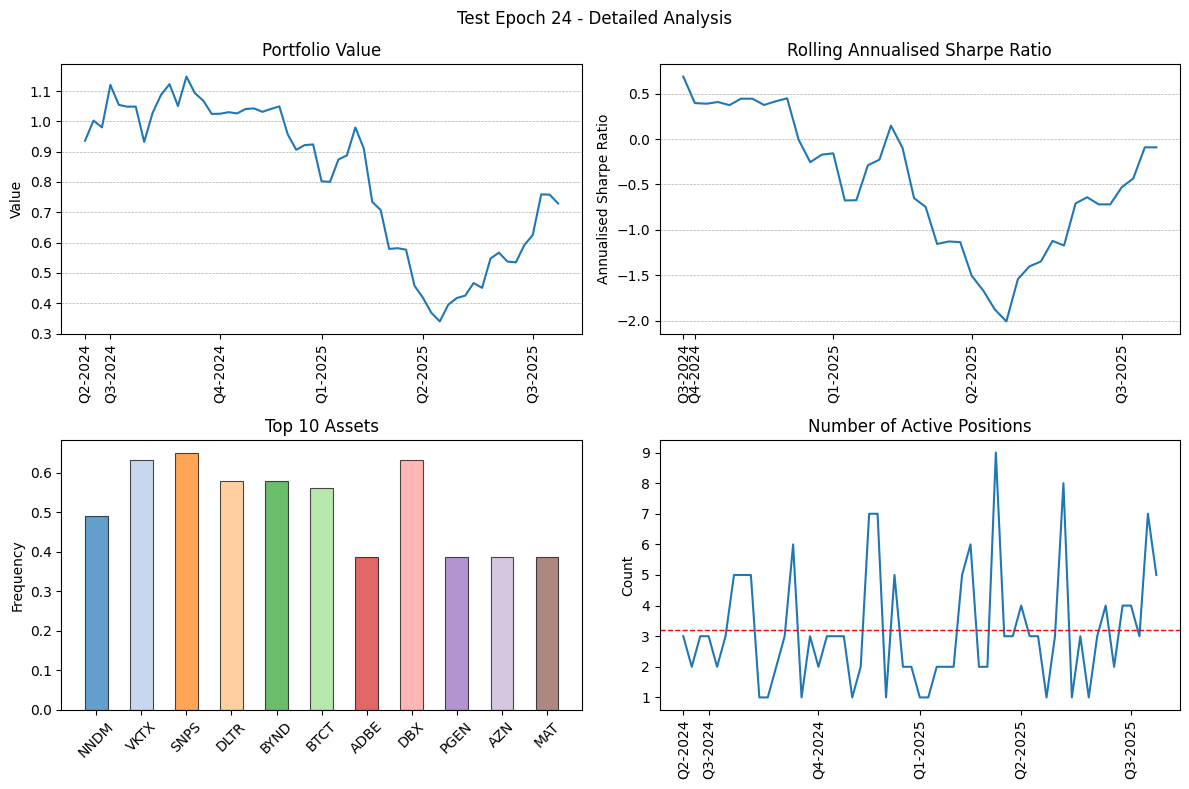 Test Epoch 24 - Detailed Analysis
Portfolio Value
Value
1.1
1.0
0.9
0.8
0.7
0.6
0.5
0.4
0.3
Q2-2024
Q3-2024
Q4-2024
Q1-2025
Q2-2025
Q3-2025
Rolling Annualised Sharpe Ratio
Annualised Sharpe Ratio
0.5
0.0
−0.5
−1.0
−1.5
−2.0
Q3-2024
Q4-2024
Q1-2025
Q2-2025
Q3-2025
Top 10 Assets
Frequency
0.6
0.5
0.4
0.3
0.2
0.1
0.0
NNDM
VKTX
SNPS
DLTR
BYND
BTCT
ADBE
DBX
PGEN
AZN
MAT
Number of Active Positions
Count
9
8
7
6
5
4
3
2
1
Q2-2024
Q3-2024
Q4-2024
Q1-2025
Q2-2025
Q3-2025